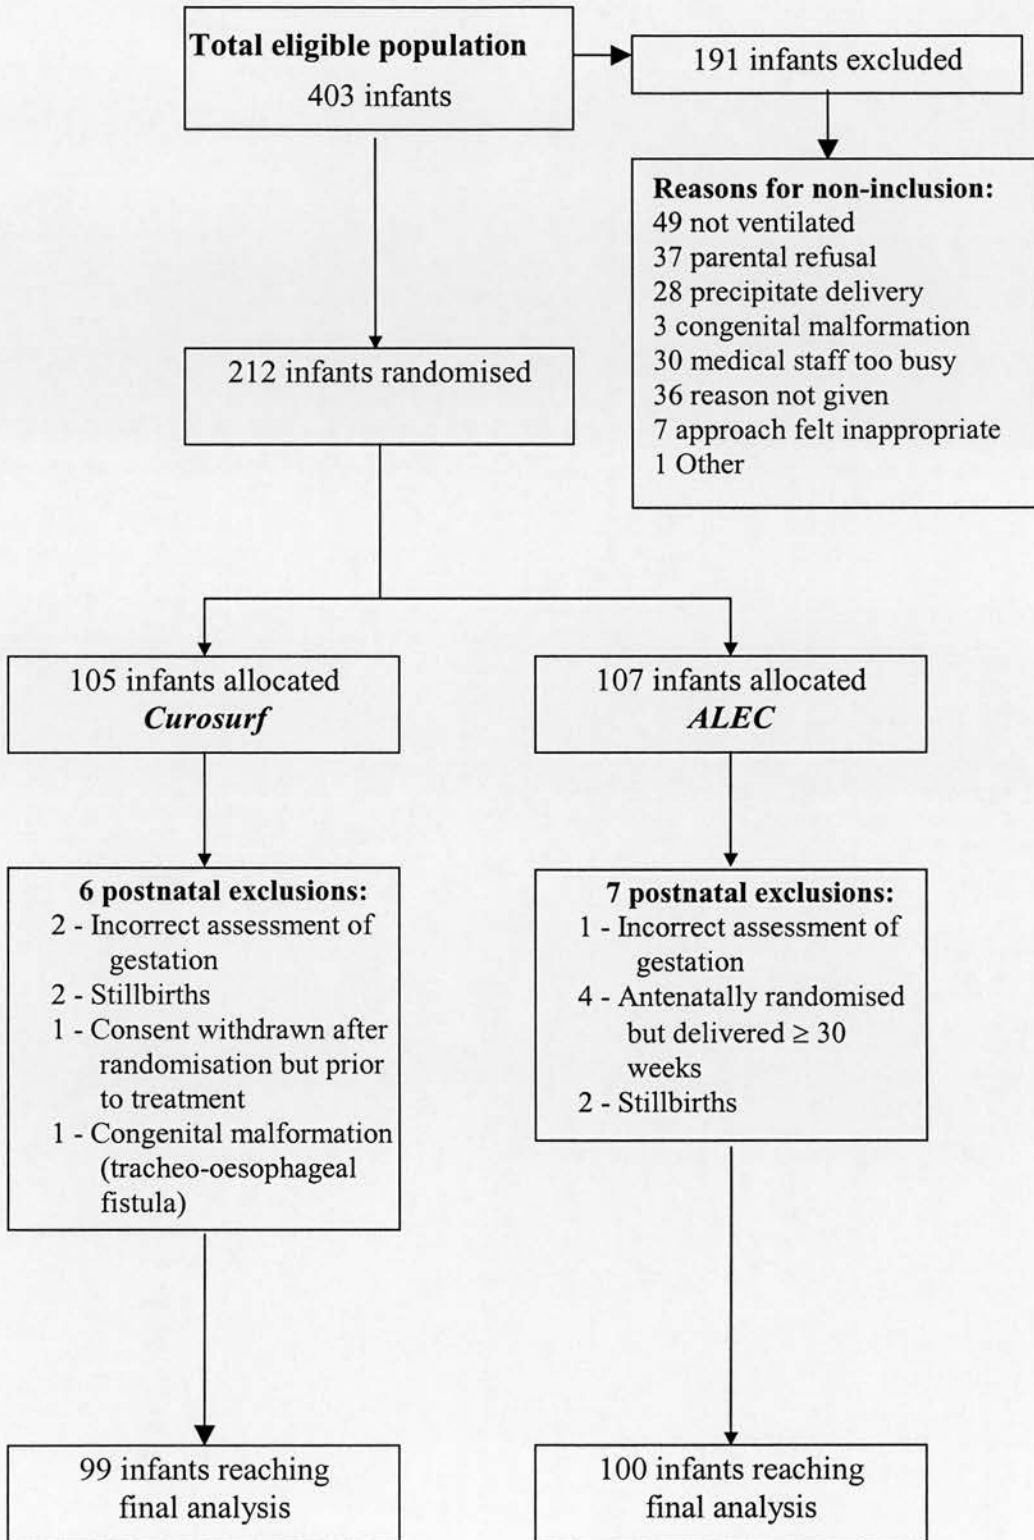 Total eligible population
403 infants
191 infants excluded
Reasons for non-inclusion:
49 not ventilated
37 parental refusal
28 precipitate delivery
3 congenital malformation
30 medical staff too busy
36 reason not given
7 approach felt inappropriate
1 Other
212 infants randomised
105 infants allocated
Curosurf
107 infants allocated
ALEC
6 postnatal exclusions:
2 - Incorrect assessment of
gestation
2 - Stillbirths
1 - Consent withdrawn after
randomisation but prior
to treatment
1 - Congenital malformation
(tracheo-oesophageal
fistula)
7 postnatal exclusions:
1 - Incorrect assessment of
gestation
4 - Antenatally randomised
but delivered ≥ 30
weeks
2 - Stillbirths
99 infants reaching
final analysis
100 infants reaching
final analysis